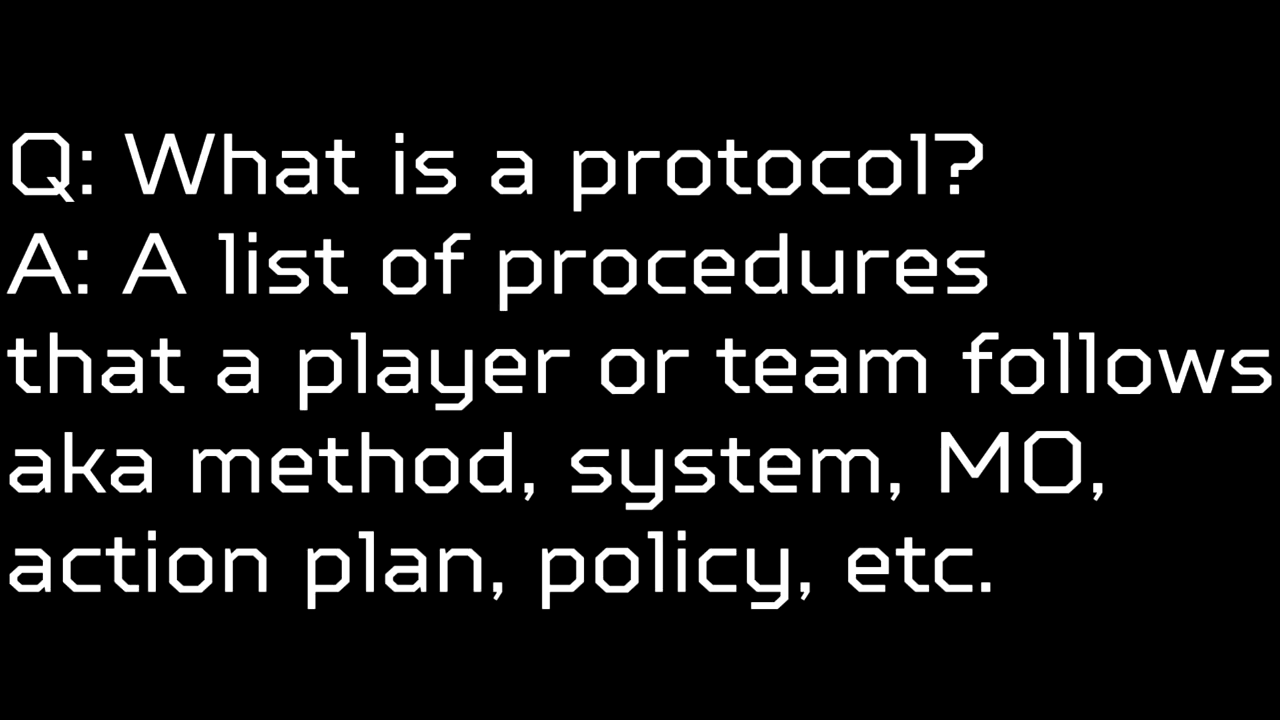 Q: What is a protocol?
A: A list of procedures
that a player or team follows
aka method, system, MO,
action plan, policy, etc.